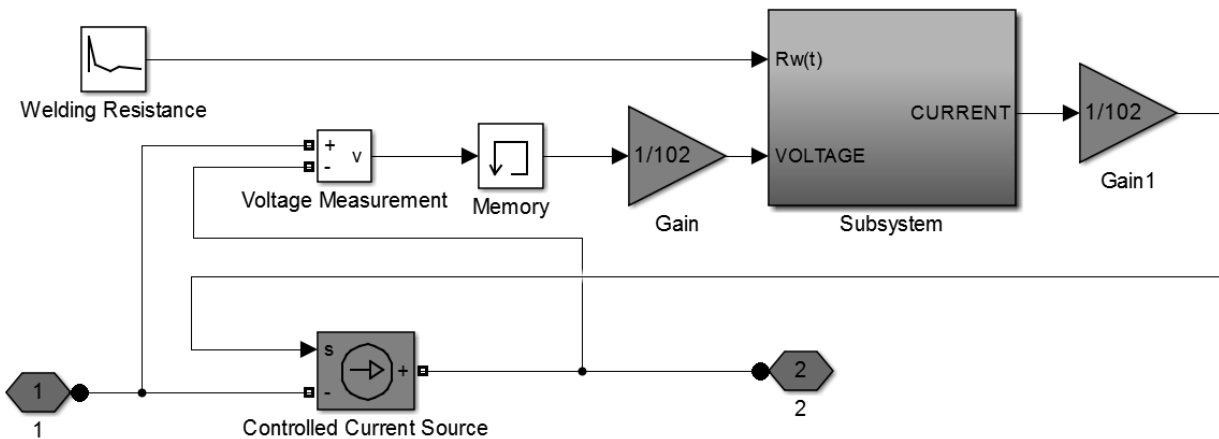 Rw(t)
CURRENT
VOLTAGE
Subsystem
1/102
Gain1
Welding Resistance
+
-
v
Voltage Measurement
Memory
1/102
Gain
s
-
+
Controlled Current Source
1
1
2
2